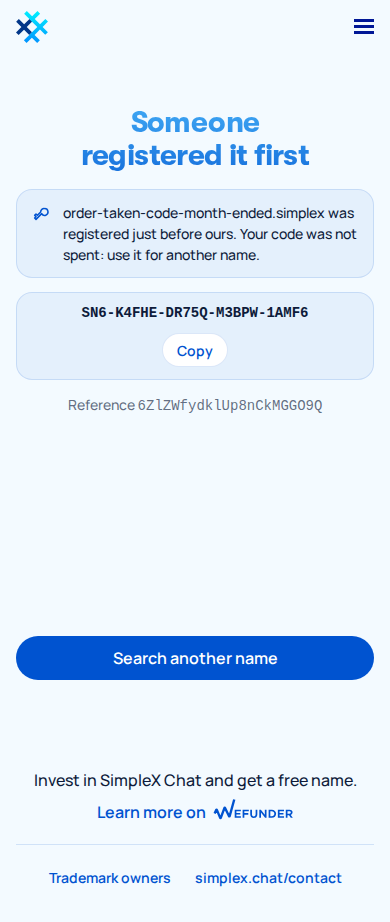 Someone
registered it first
order-taken-code-month-ended.simplex was
registered just before ours. Your code was not
spent: use it for another name.
SN6-K4FHE-DR75Q-M3BPW-1AMF6
Copy
Reference 6ZlZWfydklUp8nCkMGGO9Q
Search another name
Invest in SimpleX Chat and get a free name.
Learn more on WEFUNDER
Trademark owners simplex.chat/contact